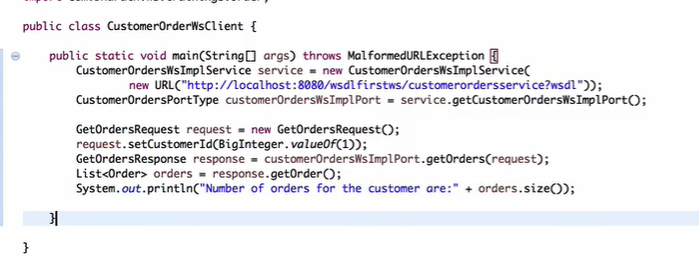 public class CustomerOrderWsClient {
public static void main(String[] args) throws MalformedURLException {
CustomerOrdersWsImplService service = new CustomerOrdersWsImplService(
new URL("http://localhost:8080/wsdlfirstws/customerordersservice?wsdl"));
CustomerOrdersPortType customerOrdersWsImplPort = service.getCustomerOrdersWsImplPort();
GetOrdersRequest request = new GetOrdersRequest();
request.setCustomerId(BigInteger.valueOf(1));
GetOrdersResponse response = customerOrdersWsImplPort.getOrders(request);
List<Order> orders = response.getOrder();
System.out.println("Number of orders for the customer are:" + orders.size());
}
}